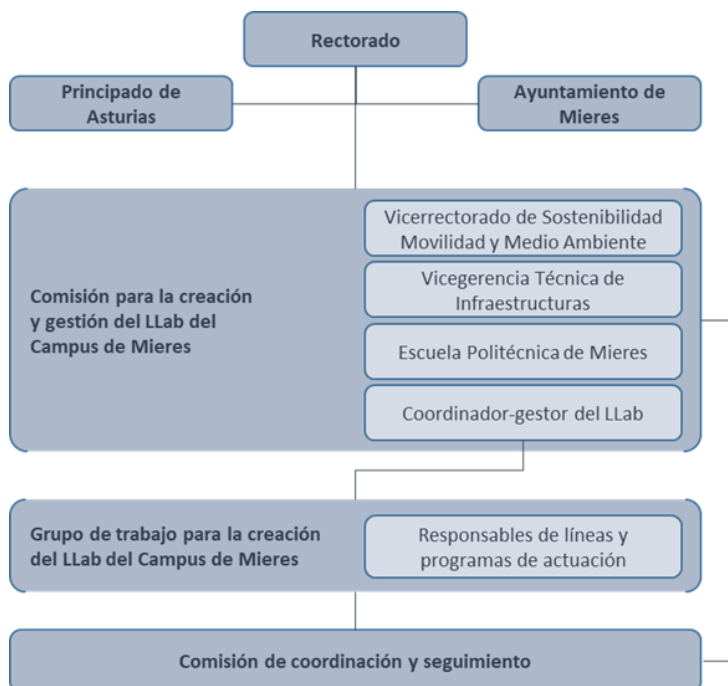 Rectorado
Principado de
Asturias
Ayuntamiento de
Mieres
Comisión para la creación
y gestión del LLab del
Campus de Mieres
Vicerrectorado de Sostenibilidad
Movilidad y Medio Ambiente
Vicegerencia Técnica de
Infraestructuras
Escuela Politécnica de Mieres
Coordinador-gestor del LLab
Grupo de trabajo para la creación
del LLab del Campus de Mieres
Responsables de líneas y
programas de actuación
Comisión de coordinación y seguimiento